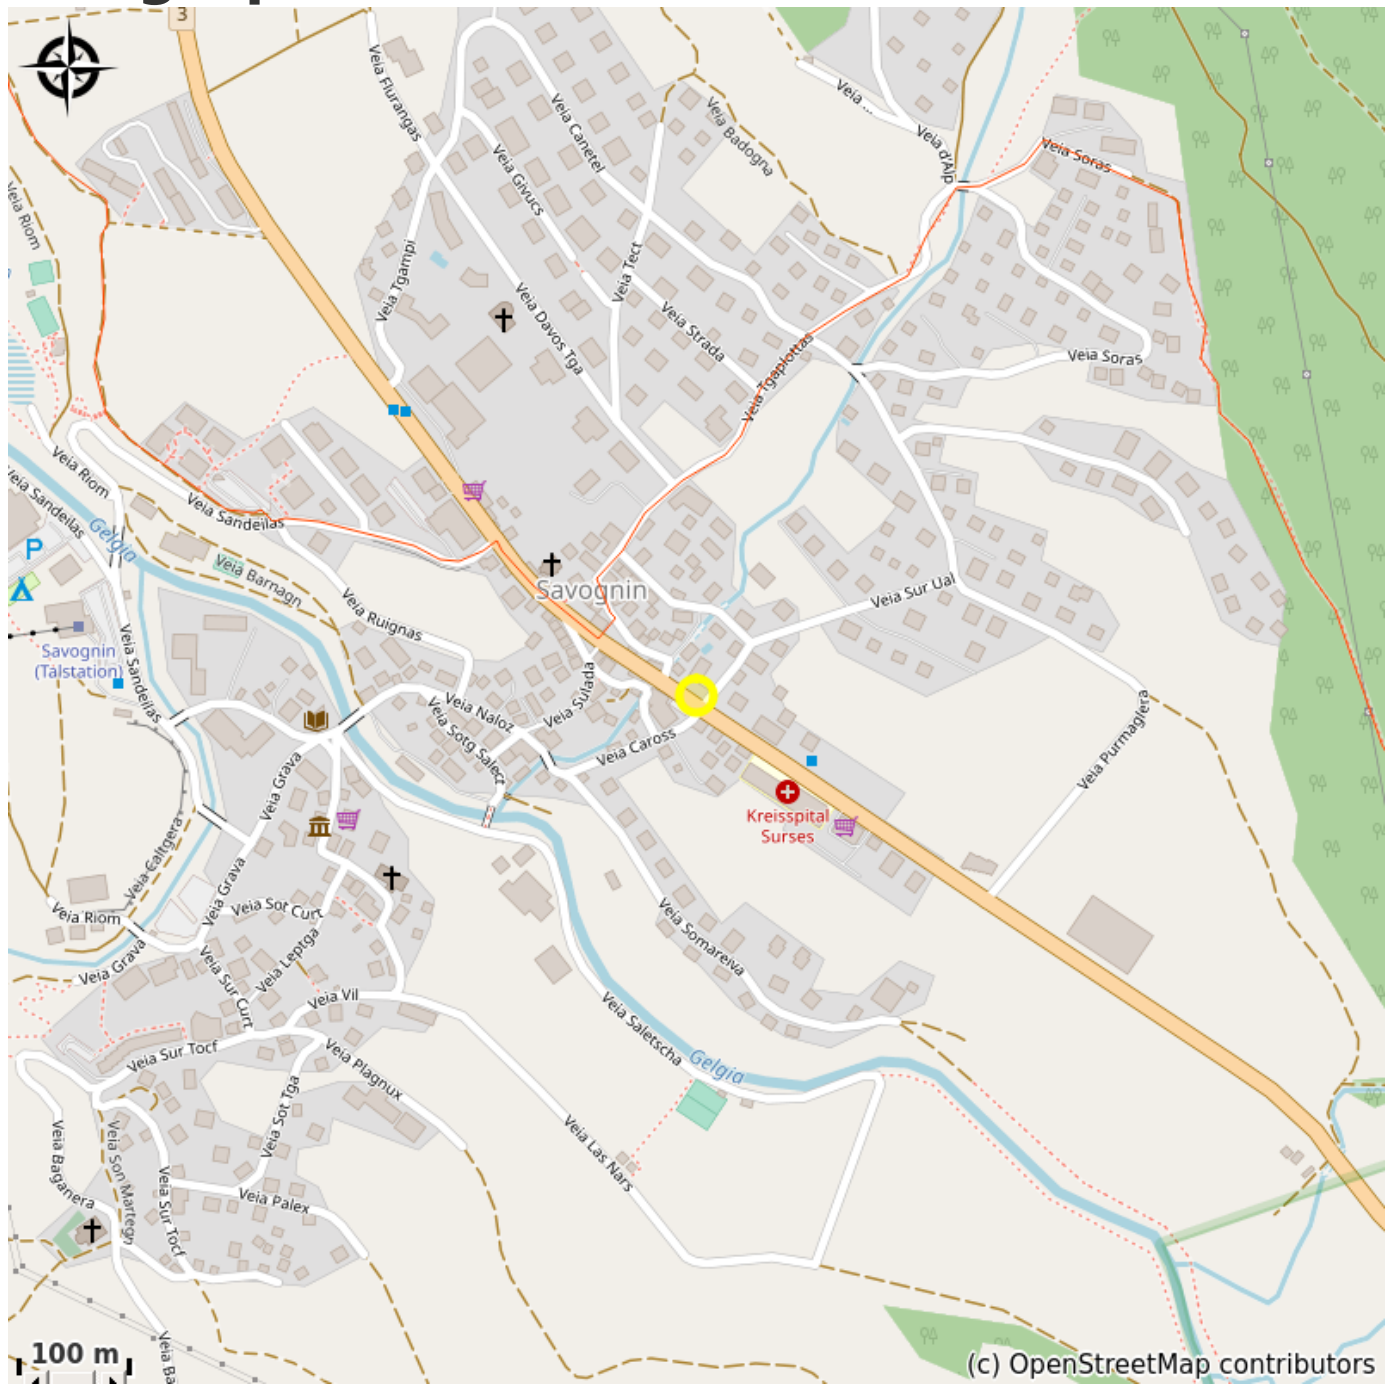 3
Veia Flurangas
Veia Canetel
Veia Badogna
Veia ...
Veia d'Alp
Veia Soras
Veia Givucs
Veia Riom
Veia Tgampi
Veia Tect
Veia Davos Tga
Veia Strada
Veia Tgaplottas
Veia Soras
Veia Riom
Veia Sandeilas
Veia Sandeilas
Gelgia
P
Veia Barnagn
Savognin
Veia Sur Ual
Veia Ruignas
Savognin
(Talstation)
Veia Sandeilas
Veia Sulapa
Veia Naloz
Veia Sotg Salect
Veia Caross
Veia Purmaglera
Veia Grava
Kreisspital
Surses
Veia Caltgera
Veia Grava
Veia Sot Curt
Veia Riom
Veia Somareiva
Veia Leptga
Veia Grava
Veia Sur Curt
Veia Vil
Veia Saletscha
Veia Sur Tocf
Veia Plagnux
Gelgia
Veia Sot Tga
Veia Las Nars
Veia Baganera
Veia Son Martegn
Veia Sur Tocf
Veia Palex
Veia Ba
100 m
(c) OpenStreetMap contributors